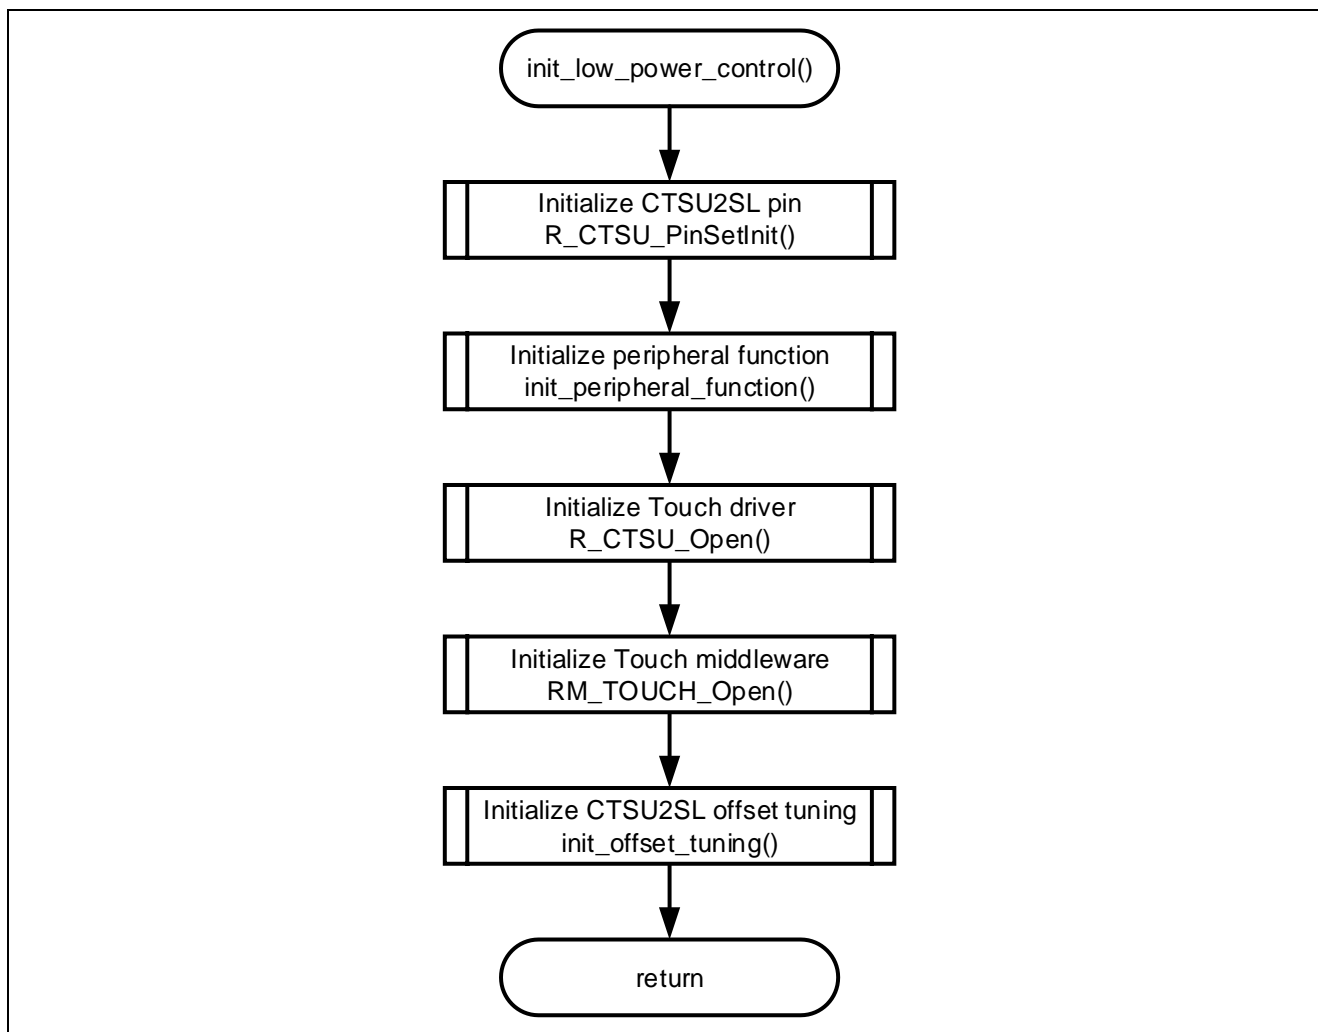 init_low_power_control()
Initialize CTSU2SL pin
R_CTSU_PinSetInit()
Initialize peripheral function
init_peripheral_function()
Initialize Touch driver
R_CTSU_Open()
Initialize Touch middleware
RM_TOUCH_Open()
Initialize CTSU2SL offset tuning
init_offset_tuning()
return